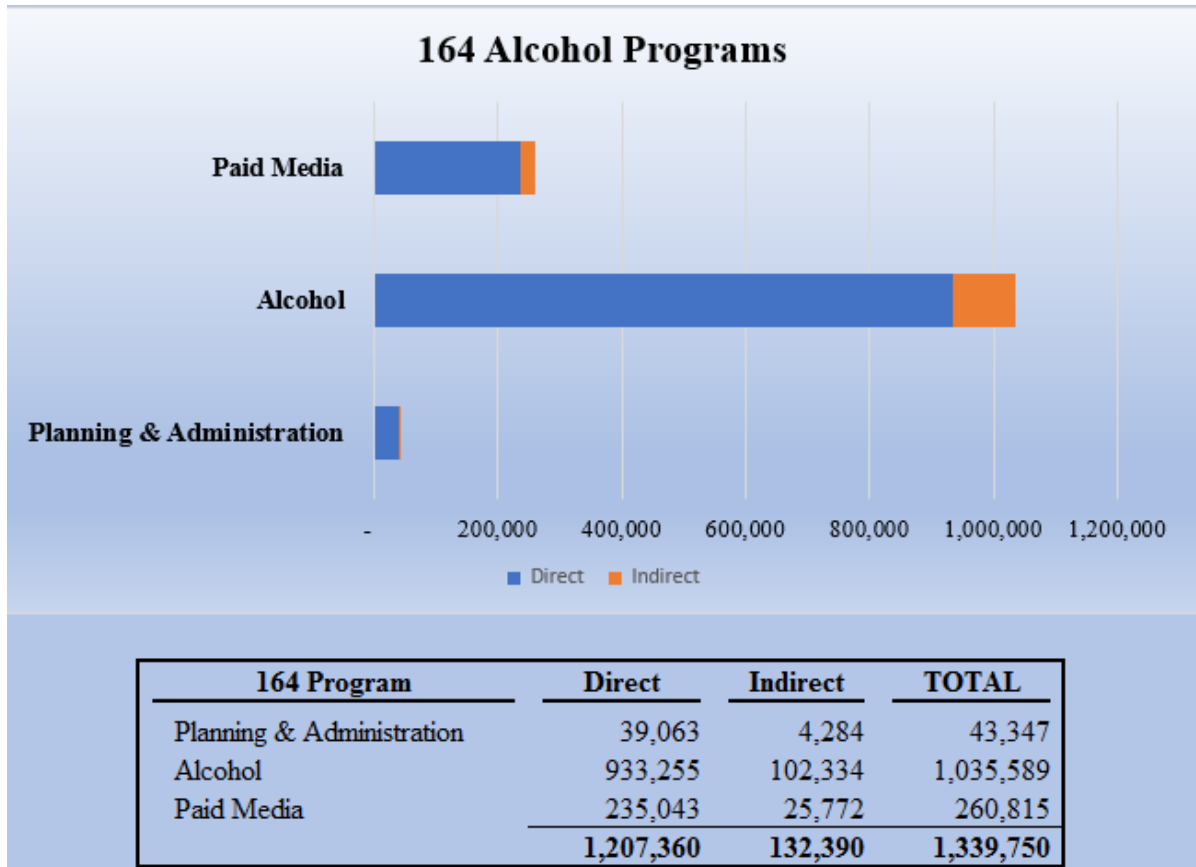 164 Alcohol Programs
Paid Media
Alcohol
Planning & Administration
- 200,000 400,000 600,000 800,000 1,000,000 1,200,000
Direct Indirect
164 Program Direct Indirect TOTAL
Planning & Administration 39,063 4,284 43,347
Alcohol 933,255 102,334 1,035,589
Paid Media 235,043 25,772 260,815
1,207,360 132,390 1,339,750